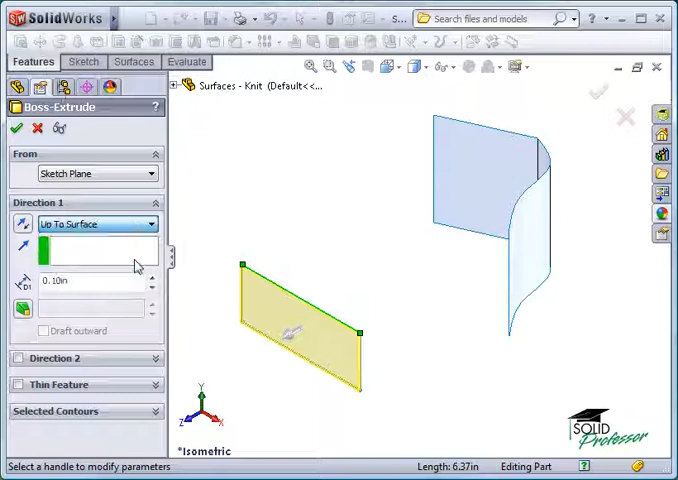 SolidWorks
S...
Search files and models
?
Features Sketch Surfaces Evaluate
Surfaces - Knit (Default<<...
Boss-Extrude ?
From
Sketch Plane
Direction 1
Up To Surface
D1 0.10in
Draft outward
Direction 2
Thin Feature
Selected Contours
Y
Z X
*Isometric
SOLID
Professor
Select a handle to modify parameters Length: 6.37in Editing Part ?